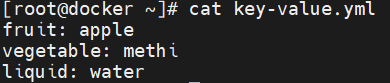 [root@docker ~]# cat key-value.yml
fruit: apple
vegetable: methi
liquid: water